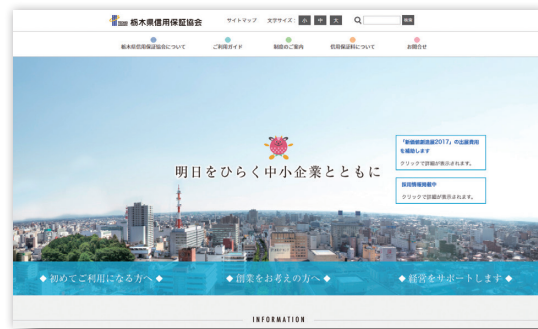 栃木県信用保証協会
サイトマップ 文字サイズ 小 中 大 検索
栃木県信用保証協会について ご利用ガイド 制度のご案内 信用保証料について お問合せ
明日をひらく中小企業とともに
「新価値創造展2017」の出展費用
を補助します
クリックで詳細が表示されます。
採用情報掲載中
クリックで詳細が表示されます。
◆初めてご利用になる方へ◆ ◆創業をお考えの方へ◆ ◆経営をサポートします◆
INFORMATION